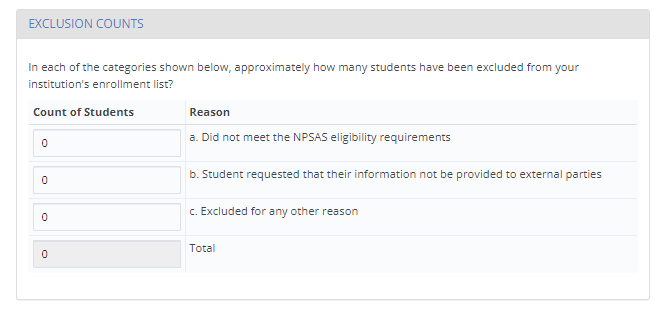 EXCLUSION COUNTS
In each of the categories shown below, approximately how many students have been excluded from your
institution's enrollment list?
Count of Students Reason
0 a. Did not meet the NPSAS eligibility requirements
0 b. Student requested that their information not be provided to external parties
0 c. Excluded for any other reason
0 Total